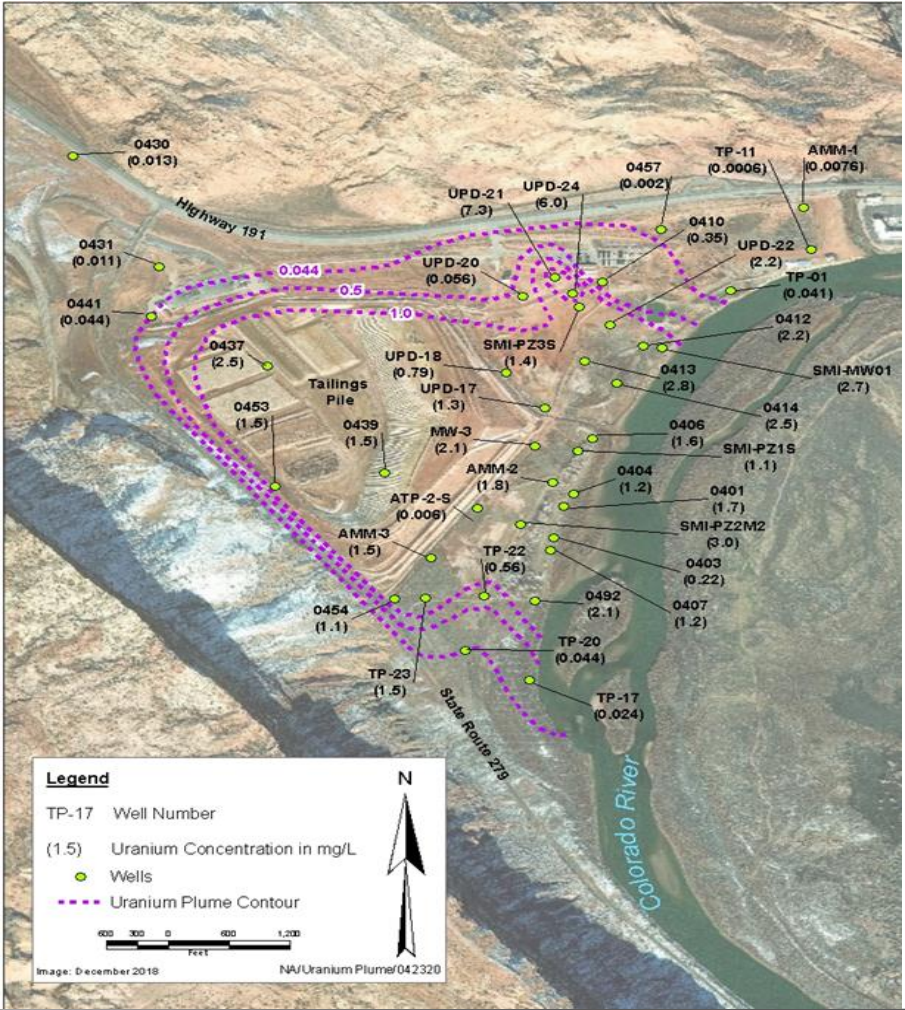 0430
(0.013)
Highway 191
0431
(0.011)
0441
(0.044)
0.044
0.5
1.0
UPD-21
(7.3)
UPD-24
(6.0)
0457
(0.002)
TP-11
(0.0006)
AMM-1
(0.0076)
UPD-20
(0.056)
0410
(0.35)
UPD-22
(2.2)
TP-01
(0.041)
0412
(2.2)
SMI-PZ3S
(1.4)
SMI-MW01
(2.7)
0437
(2.5)
Tailings
Pile
UPD-18
(0.79)
0413
(2.8)
UPD-17
(1.3)
0414
(2.5)
0453
(1.5)
0439
(1.5)
MW-3
(2.1)
0406
(1.6)
SMI-PZ1S
(1.1)
AMM-2
(1.8)
0404
(1.2)
0401
(1.7)
ATP-2-S
(0.006)
SMI-PZ2M2
(3.0)
AMM-3
(1.5)
TP-22
(0.56)
0403
(0.22)
0454
(1.1)
0492
(2.1)
0407
(1.2)
TP-23
(1.5)
TP-20
(0.044)
TP-17
(0.024)
State Route 279
Colorado River
Legend
TP-17 Well Number
(1.5) Uranium Concentration in mg/L
Wells
Uranium Plume Contour
N
600 300 0 600 1,200
Feet
Image: December 2018
NA/Uranium Plume/042320